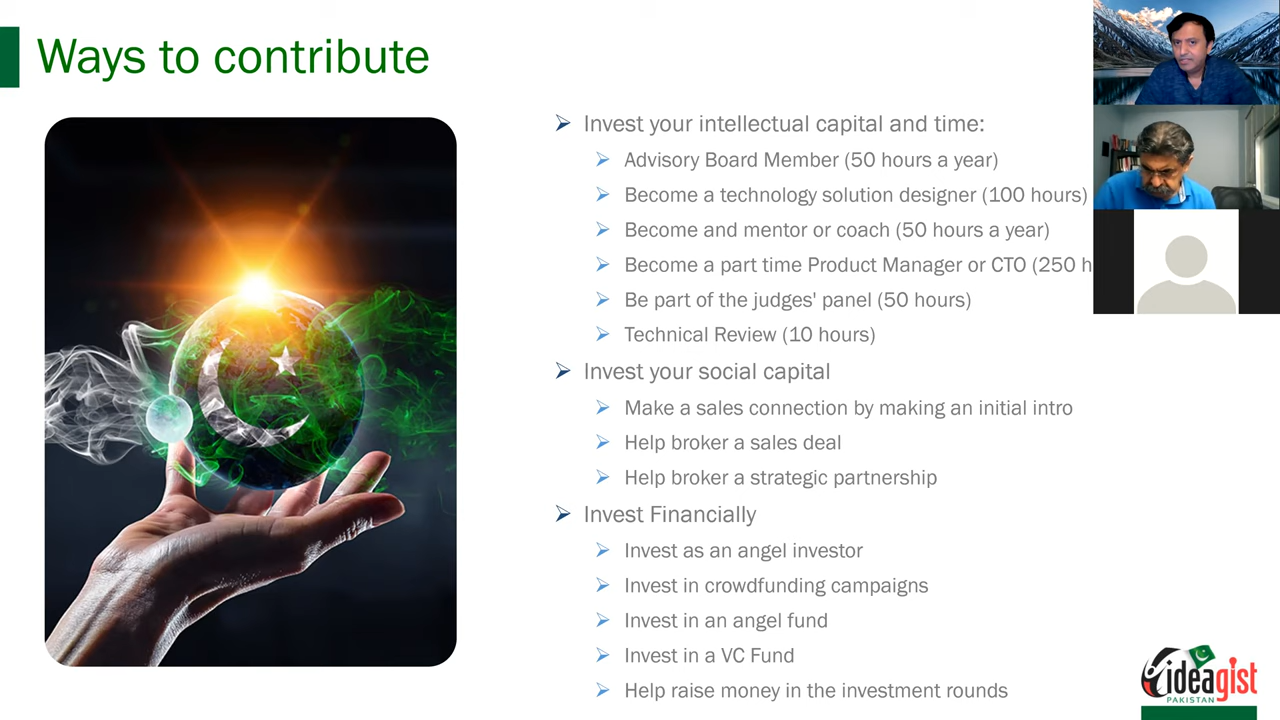 Ways to contribute
Invest your intellectual capital and time:
Advisory Board Member (50 hours a year)
Become a technology solution designer (100 hours)
Become and mentor or coach (50 hours a year)
Become a part time Product Manager or CTO (250 h
Be part of the judges' panel (50 hours)
Technical Review (10 hours)
Invest your social capital
Make a sales connection by making an initial intro
Help broker a sales deal
Help broker a strategic partnership
Invest Financially
Invest as an angel investor
Invest in crowdfunding campaigns
Invest in an angel fund
Invest in a VC Fund
Help raise money in the investment rounds
ideagist
PAKISTAN